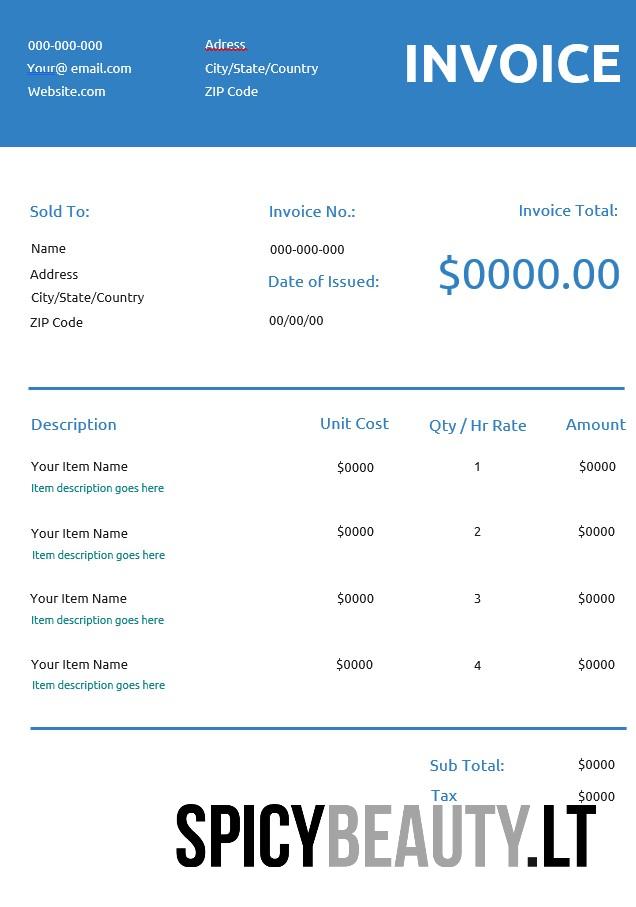 000-000-000
Your@ email.com
Website.com
Adress
City/State/Country
ZIP Code
INVOICE
Sold To:
Name
Address
City/State/Country
ZIP Code
Invoice No.:
000-000-000
Date of Issued:
00/00/00
Invoice Total:
$0000.00
Description Unit Cost Qty / Hr Rate Amount
Your Item Name $0000 1 $0000
Item description goes here
Your Item Name $0000 2 $0000
Item description goes here
Your Item Name $0000 3 $0000
Item description goes here
Your Item Name $0000 4 $0000
Item description goes here
Sub Total: $0000
Tax $0000
SPICYBEAUTY.LT